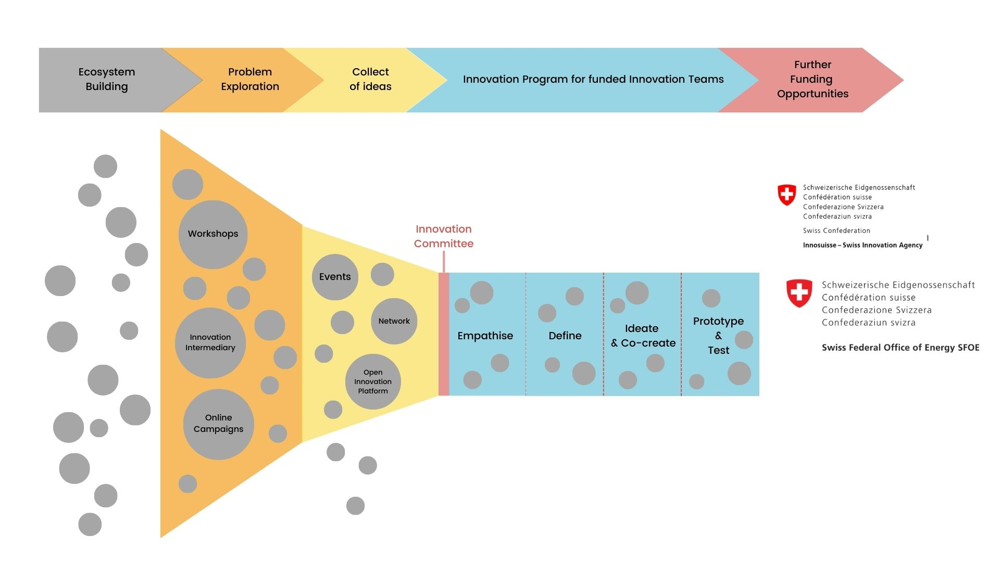 Ecosystem
Building
Problem
Exploration
Collect
of ideas
Innovation Program for funded Innovation Teams
Further
Funding
Opportunities
Workshops
Innovation
Intermediary
Online
Campaigns
Events
Network
Open
Innovation
Platform
Innovation
Committee
Empathise
Define
Ideate
& Co-create
Prototype
&
Test
Schweizerische Eidgenossenschaft
Confédération suisse
Confederazione Svizzera
Confederaziun svizra
Swiss Confederation
Innosuisse – Swiss Innovation Agency
Schweizerische Eidgenossenschaft
Confédération suisse
Confederazione Svizzera
Confederaziun svizra
Swiss Federal Office of Energy SFOE